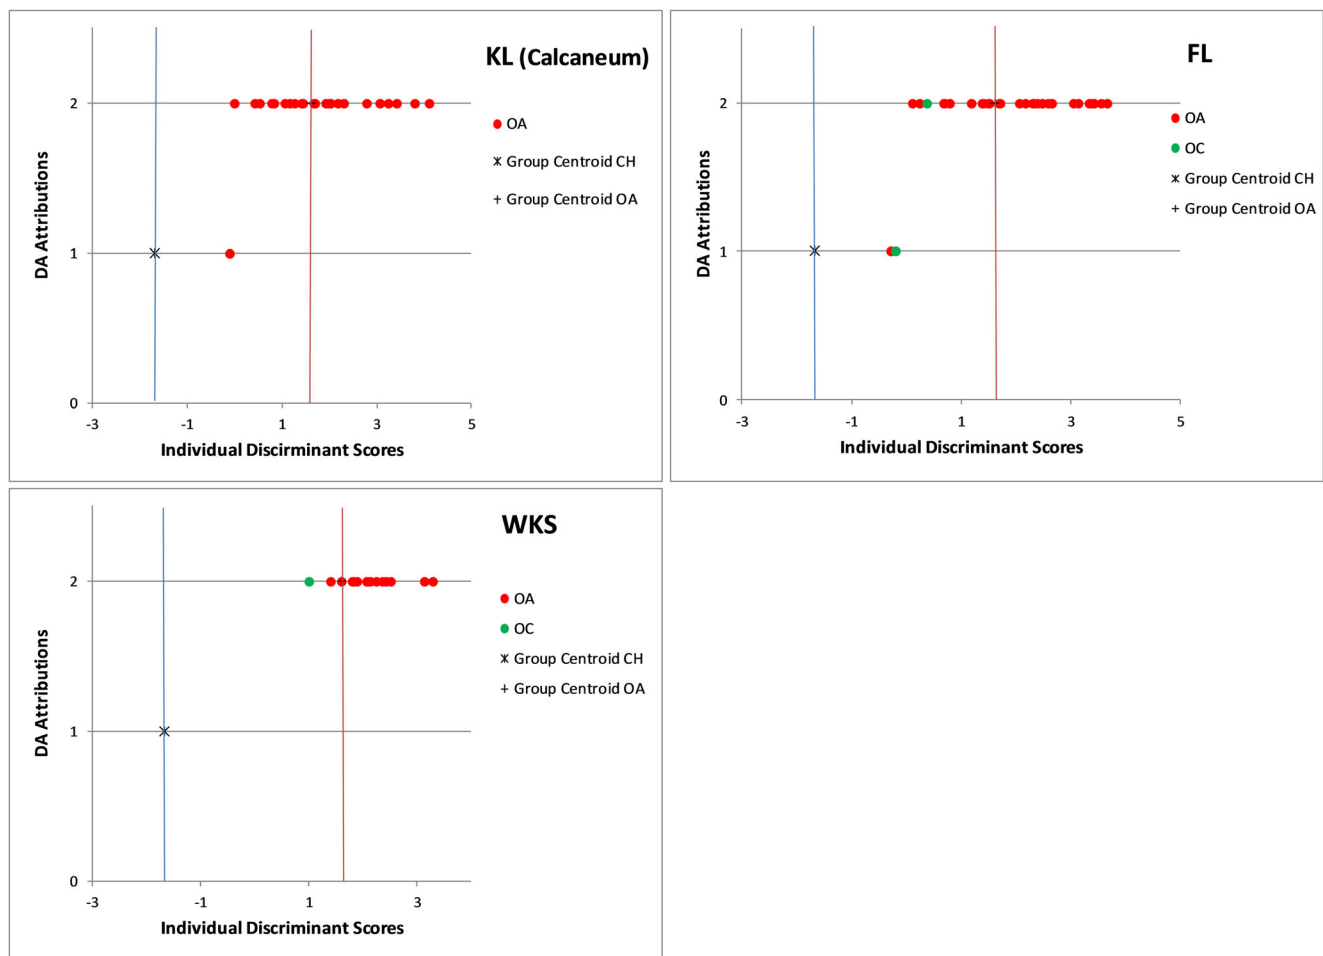 KL (Calcaneum)
DA Attributions
2
1
0
-3
-1
1
3
5
Individual Discirminant Scores
OA
Group Centroid CH
Group Centroid OA
FL
DA Attributions
2
1
0
-3
-1
1
3
5
Individual Discriminant Scores
OA
OC
Group Centroid CH
Group Centroid OA
WKS
DA Attributions
2
1
0
-3
-1
1
3
Individual Discriminant Scores
OA
OC
Group Centroid CH
Group Centroid OA